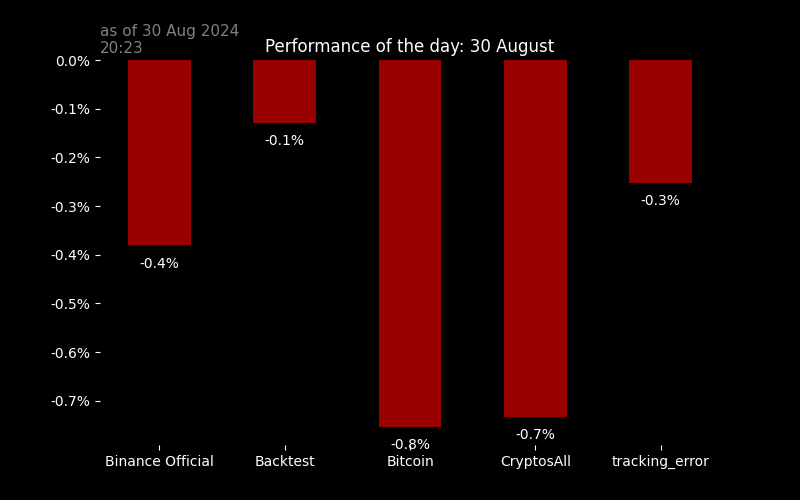 as of 30 Aug 2024
20:23
Performance of the day: 30 August
0.0%
-0.1%
-0.2%
-0.3%
-0.4%
-0.5%
-0.6%
-0.7%
-0.4%
-0.1%
-0.8%
-0.7%
-0.3%
Binance Official
Backtest
Bitcoin
CryptosAll
tracking_error